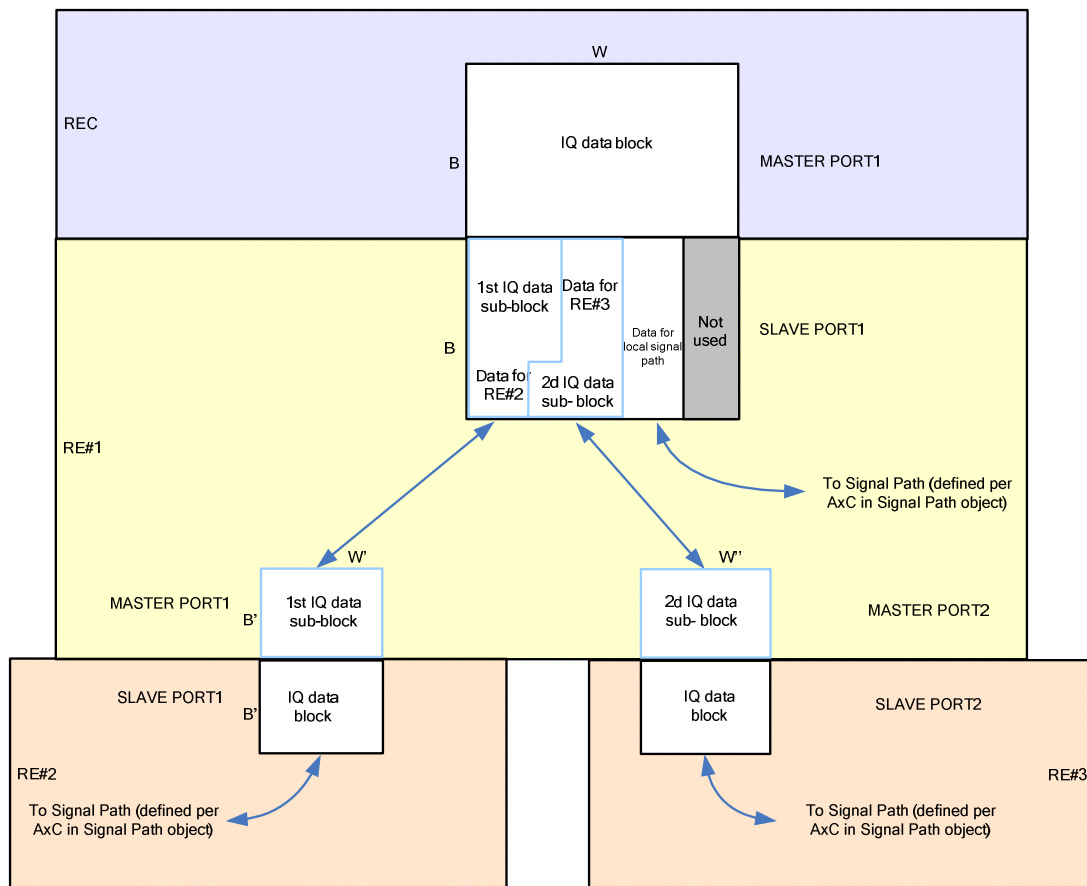 W
REC
IQ data block
B
MASTER PORT1
1st IQ data
sub-block
Data for
RE#3
Data for
RE#2
2d IQ data
sub- block
Data for
local signal
path
Not
used
B
SLAVE PORT1
RE#1
To Signal Path (defined per
AxC in Signal Path object)
W'
W''
MASTER PORT1
B'
1st IQ data
sub-block
2d IQ data
sub- block
MASTER PORT2
SLAVE PORT1
B'
IQ data
block
IQ data
block
SLAVE PORT2
RE#2
RE#3
To Signal Path (defined per
AxC in Signal Path object)
To Signal Path (defined per
AxC in Signal Path object)